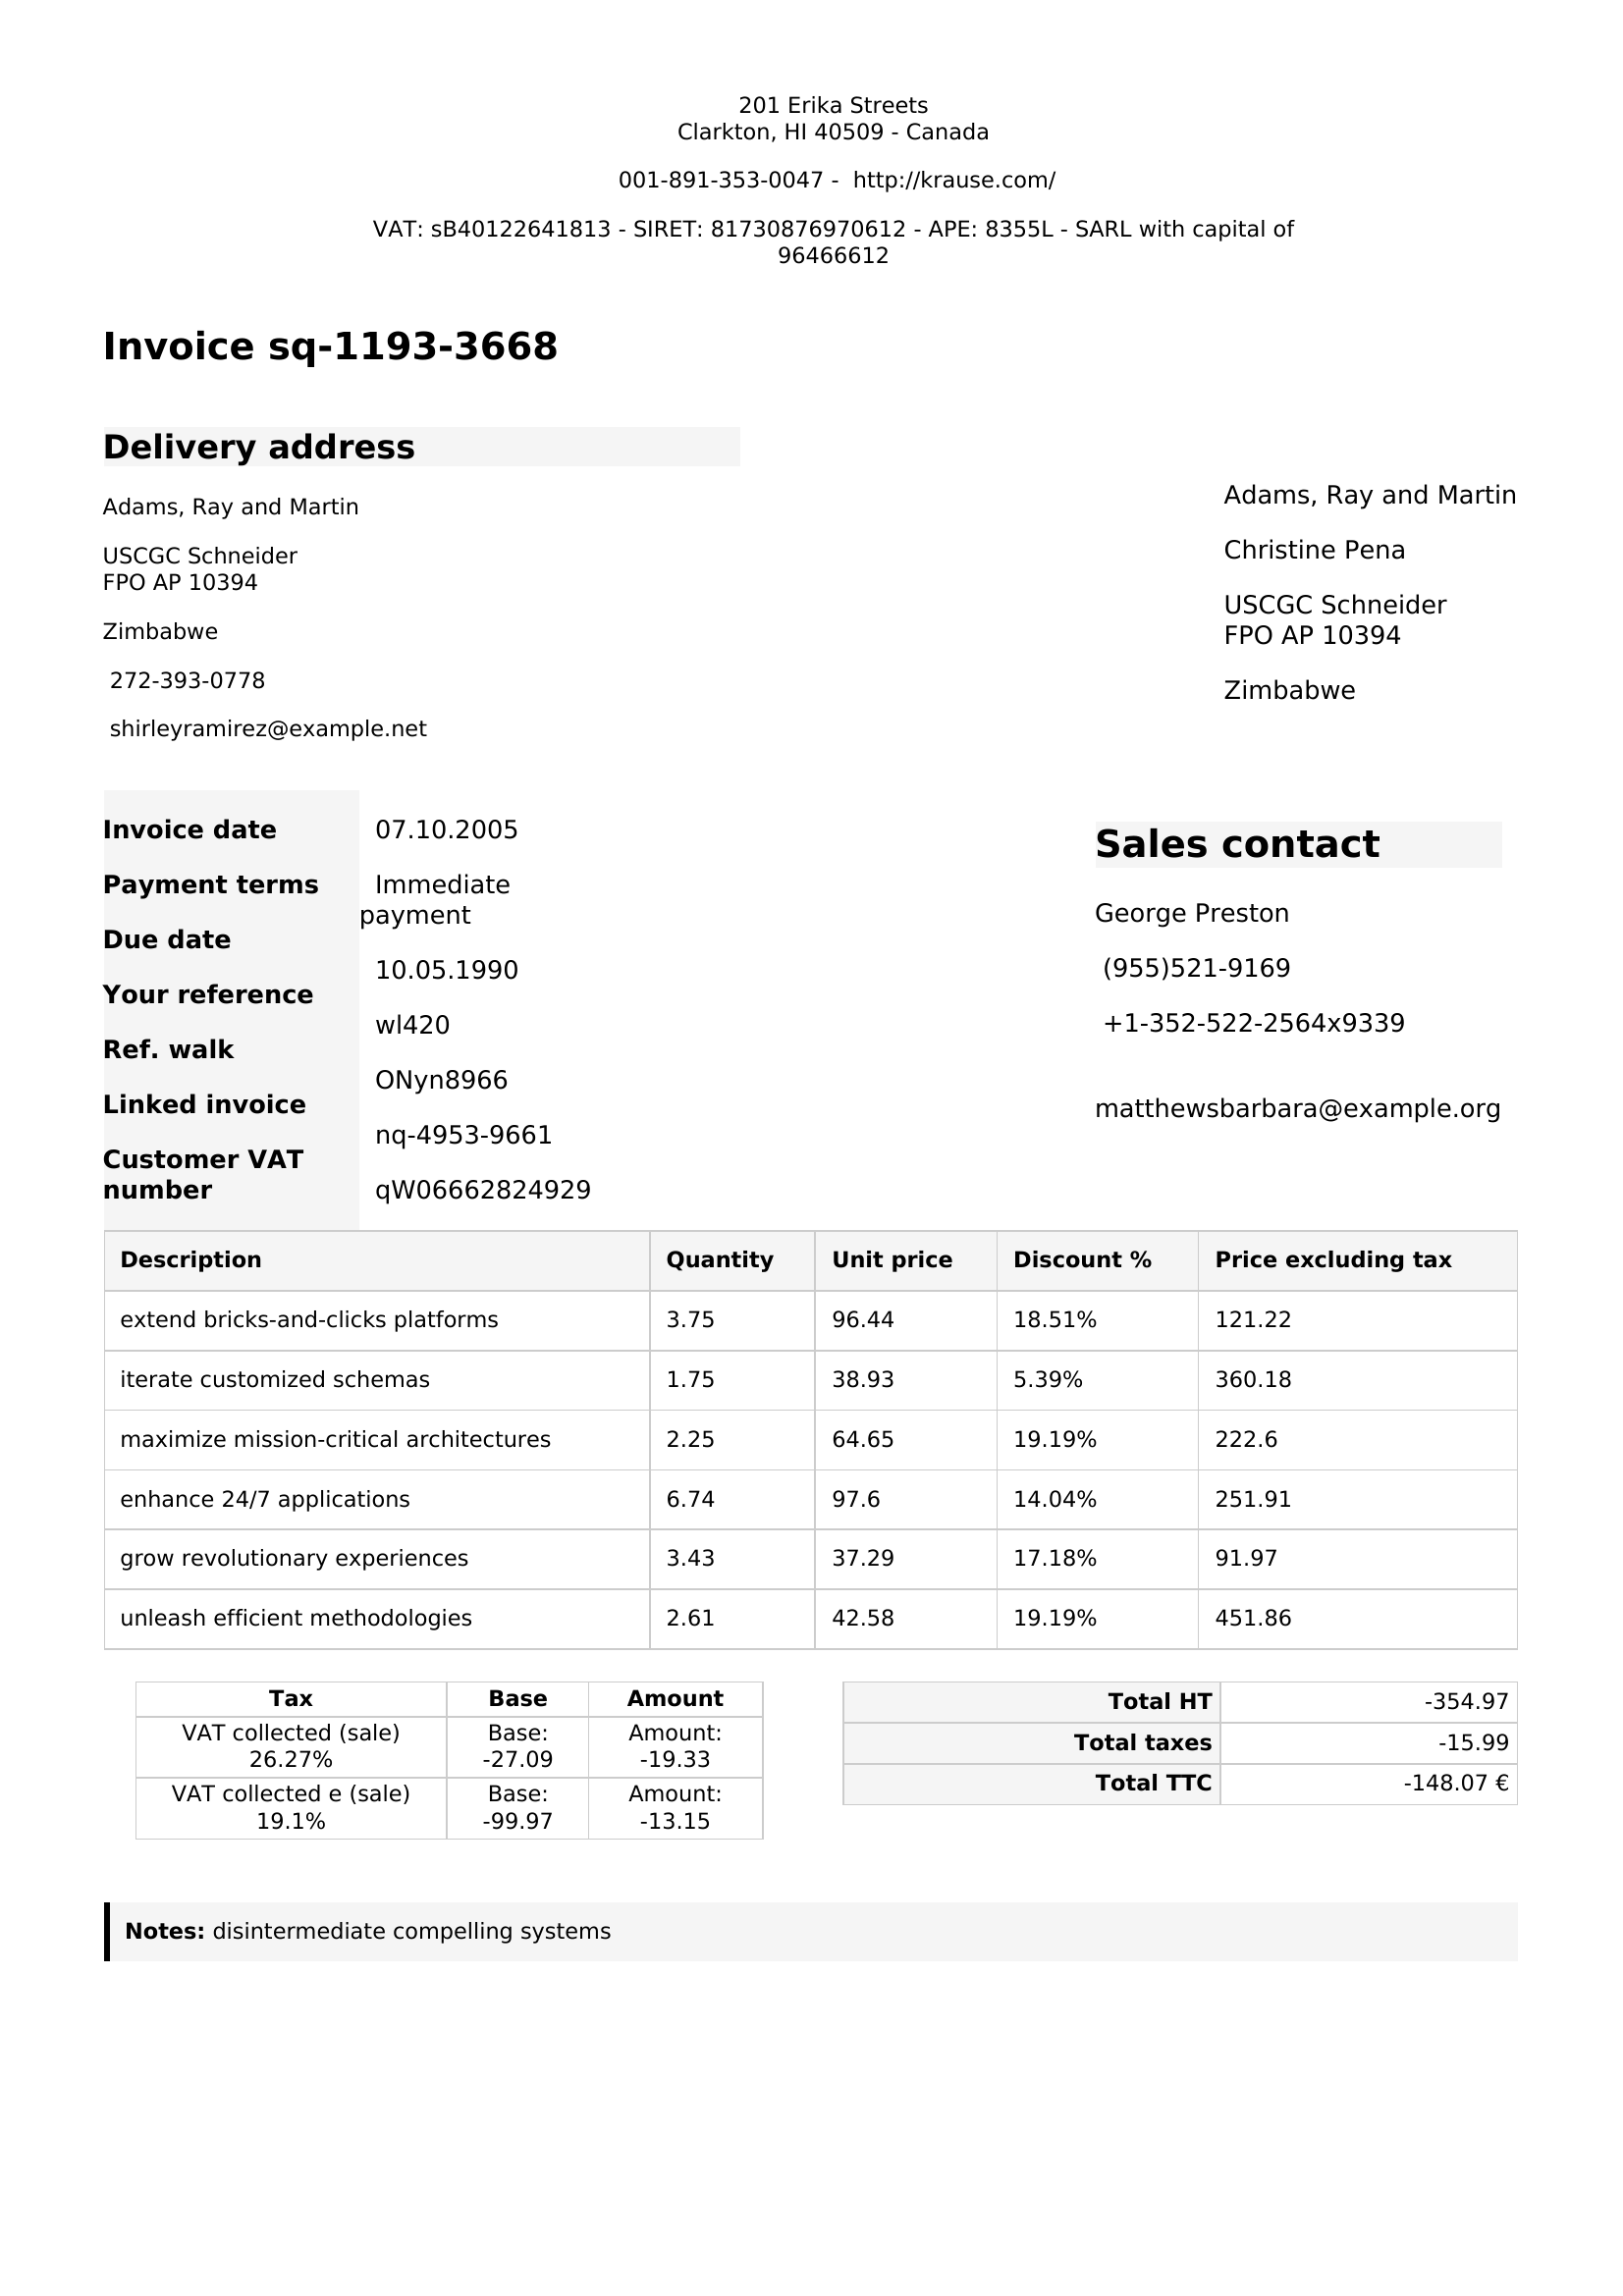 201 Erika Streets
Clarkton, HI 40509 - Canada
001-891-353-0047 -  http://krause.com/
VAT: sB40122641813 - SIRET: 81730876970612 - APE: 8355L - SARL with capital of
96466612
Invoice sq-1193-3668
Delivery address
Adams, Ray and Martin
USCGC Schneider
FPO AP 10394
Zimbabwe
272-393-0778
shirleyramirez@example.net
Adams, Ray and Martin
Christine Pena
USCGC Schneider
FPO AP 10394
Zimbabwe
Invoice date 07.10.2005
Payment terms Immediate
payment
Due date 10.05.1990
Your reference wl420
Ref. walk ONyn8966
Linked invoice nq-4953-9661
Customer VAT
number qW06662824929
Sales contact
George Preston
(955)521-9169
+1-352-522-2564x9339
matthewsbarbara@example.org
Description Quantity Unit price Discount % Price excluding tax
extend bricks-and-clicks platforms 3.75 96.44 18.51% 121.22
iterate customized schemas 1.75 38.93 5.39% 360.18
maximize mission-critical architectures 2.25 64.65 19.19% 222.6
enhance 24/7 applications 6.74 97.6 14.04% 251.91
grow revolutionary experiences 3.43 37.29 17.18% 91.97
unleash efficient methodologies 2.61 42.58 19.19% 451.86
Tax Base Amount
VAT collected (sale) Base: Amount:
26.27% -27.09 -19.33
VAT collected e (sale) Base: Amount:
19.1% -99.97 -13.15
Total HT -354.97
Total taxes -15.99
Total TTC -148.07 €
Notes: disintermediate compelling systems